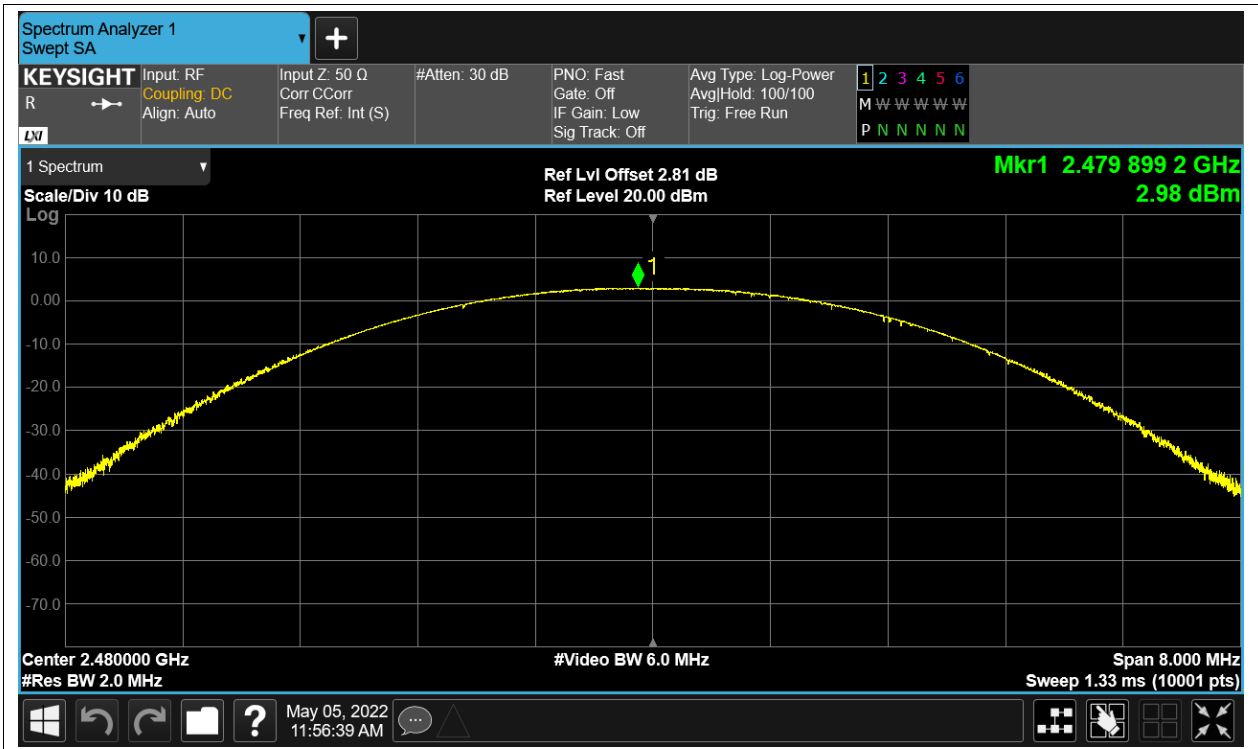 Spectrum Analyzer 1
Swept SA
KEYSIGHT
R
LXI
Input: RF
Coupling: DC
Align: Auto
Input Z: 50 Ω
Corr CCorr
Freq Ref: Int (S)
#Atten: 30 dB
PNO: Fast
Gate: Off
IF Gain: Low
Sig Track: Off
Avg Type: Log-Power
Avg|Hold: 100/100
Trig: Free Run
1 2 3 4 5 6
M W W W W W W
P N N N N N N
1 Spectrum
Scale/Div 10 dB
Log
Ref Lvl Offset 2.81 dB
Ref Level 20.00 dBm
Mkr1 2.479 899 2 GHz
2.98 dBm
1
10.0
0.00
-10.0
-20.0
-30.0
-40.0
-50.0
-60.0
-70.0
Center 2.480000 GHz
#Res BW 2.0 MHz
#Video BW 6.0 MHz
Span 8.000 MHz
Sweep 1.33 ms (10001 pts)
?
May 05, 2022
11:56:39 AM